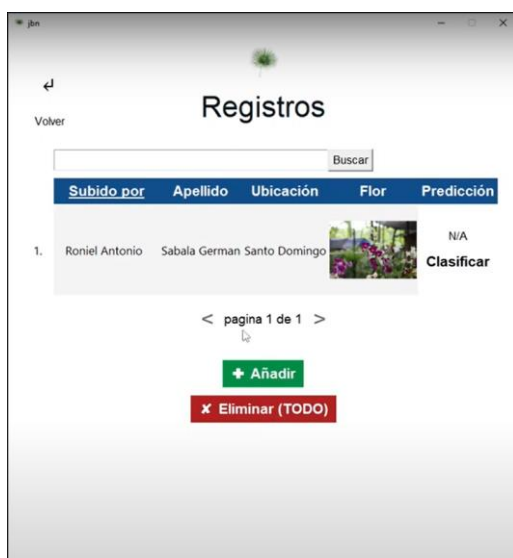 jbn
Volver
Registros
Buscar
Subido por Apellido Ubicación Flor Predicción
1. Roniel Antonio Sabala German Santo Domingo N/A
Clasificar
< pagina 1 de 1 >
+ Añadir
✘ Eliminar (TODO)